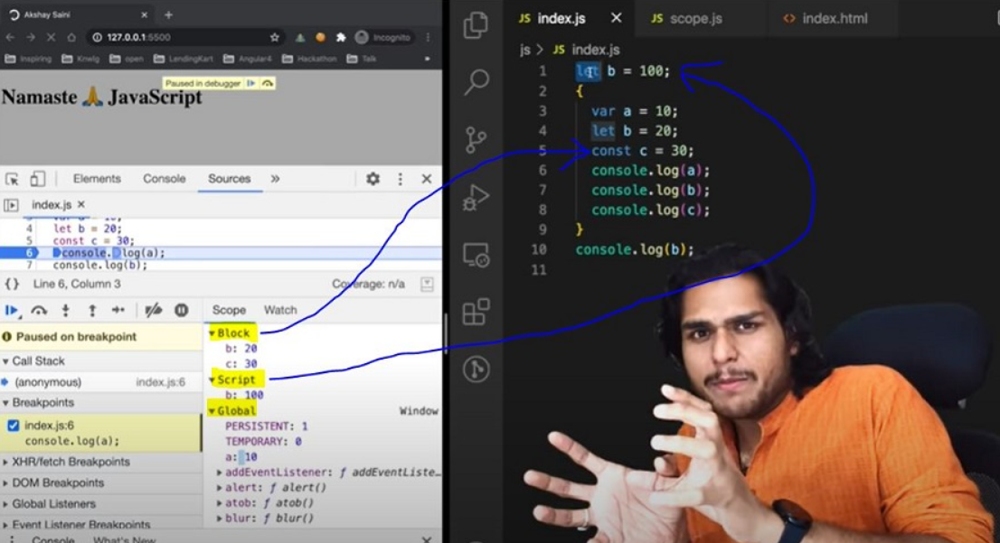 Akshay Saini
127.0.0.1:5500
Incognito
Inspiring Knwlg open LendingKart Angular4 Hackathon Talk
Paused in debugger
Namaste 🙏 JavaScript
Elements Console Sources
index.js
4 let b = 20;
5 const c = 30;
6 console.log(a);
7 console.log(b);
{} Line 6, Column 3 Coverage: n/a
Scope Watch
Paused on breakpoint
Call Stack
(anonymous) index.js:6
Breakpoints
index.js:6
console.log(a);
XHR/fetch Breakpoints
DOM Breakpoints
Global Listeners
Event Listener Breakpoints
Block
b: 20
c: 30
Script
b: 100
Global Window
PERSISTENT: 1
TEMPORARY: 0
a: 10
addEventListener: ƒ addEventListe…
alert: ƒ alert()
atob: ƒ atob()
blur: ƒ blur()
Console What's New
JS index.js JS scope.js <> index.html
js > JS index.js
1 let b = 100;
2 {
3 var a = 10;
4 let b = 20;
5 const c = 30;
6 console.log(a);
7 console.log(b);
8 console.log(c);
9 }
10 console.log(b);
11